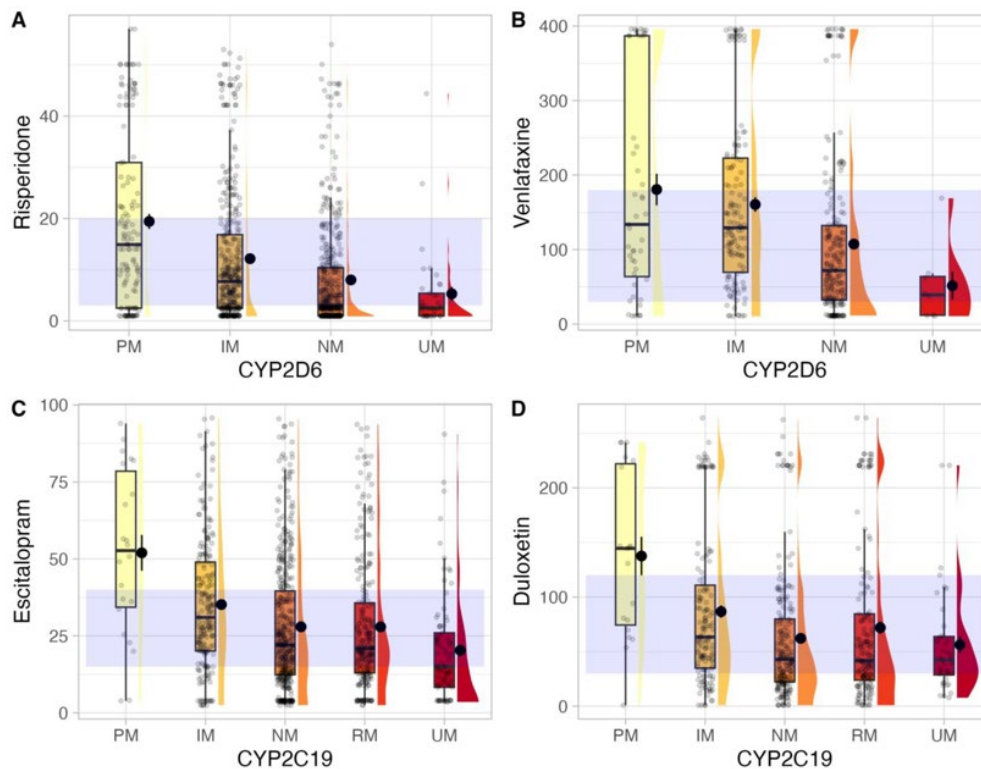 A
Risperidone
40
20
0
PM IM NM UM
CYP2D6
B
Venlafaxine
400
300
200
100
0
PM IM NM UM
CYP2D6
C
Escitalopram
100
75
50
25
0
PM IM NM RM UM
CYP2C19
D
Duloxetin
200
100
0
PM IM NM RM UM
CYP2C19